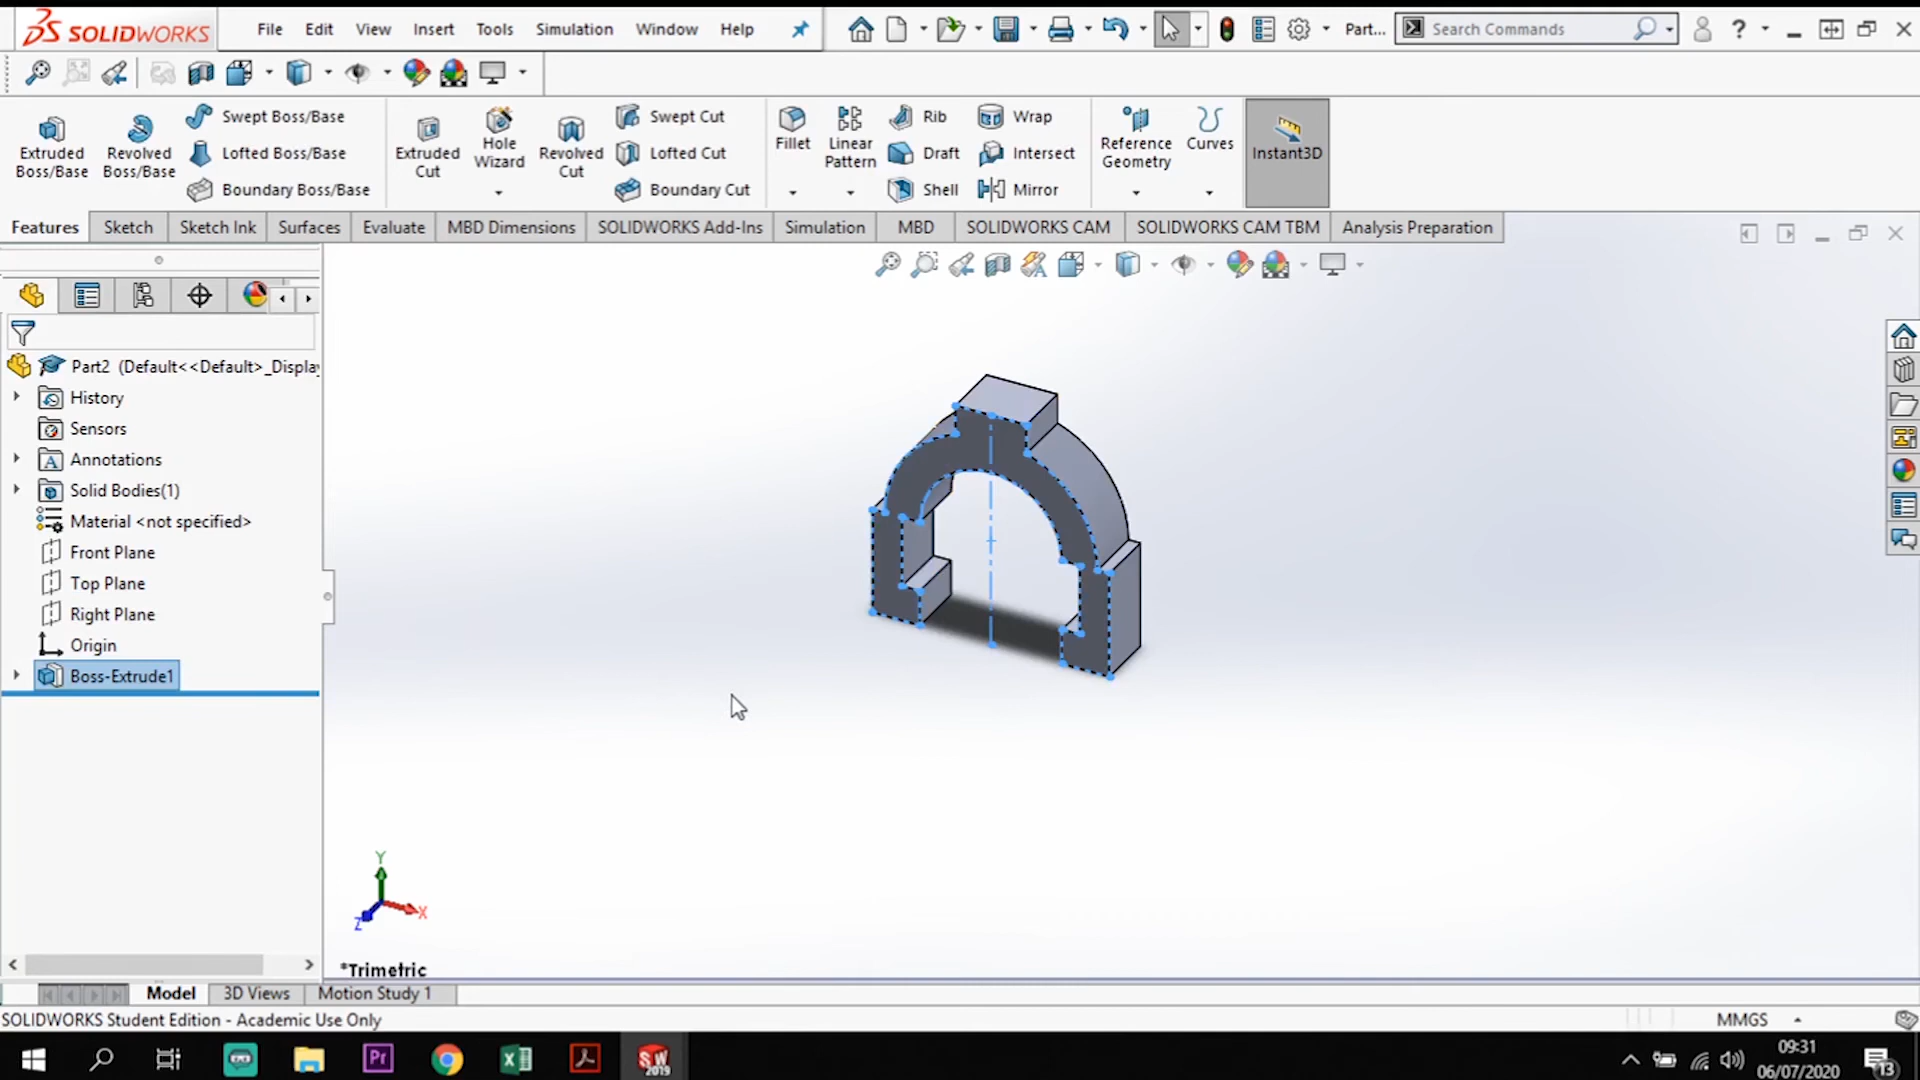 SOLIDWORKS File Edit View Insert Tools Simulation Window Help Part... Search Commands ?
Extruded Boss/Base
Revolved Boss/Base
Swept Boss/Base
Lofted Boss/Base
Boundary Boss/Base
Extruded Cut
Hole Wizard
Revolved Cut
Swept Cut
Lofted Cut
Boundary Cut
Fillet
Linear Pattern
Rib
Draft
Shell
Wrap
Intersect
Mirror
Reference Geometry
Curves
Instant3D
Features Sketch Sketch Ink Surfaces Evaluate MBD Dimensions SOLIDWORKS Add-Ins Simulation MBD SOLIDWORKS CAM SOLIDWORKS CAM TBM Analysis Preparation
Part2 (Default<<Default>_Displa
History
Sensors
A Annotations
Solid Bodies(1)
Material <not specified>
Front Plane
Top Plane
Right Plane
Origin
Boss-Extrude1
Y
X
Z
*Trimetric
Model 3D Views Motion Study 1
SOLIDWORKS Student Edition - Academic Use Only MMGS
Pr
SW
2019
09:31
06/07/2020
13